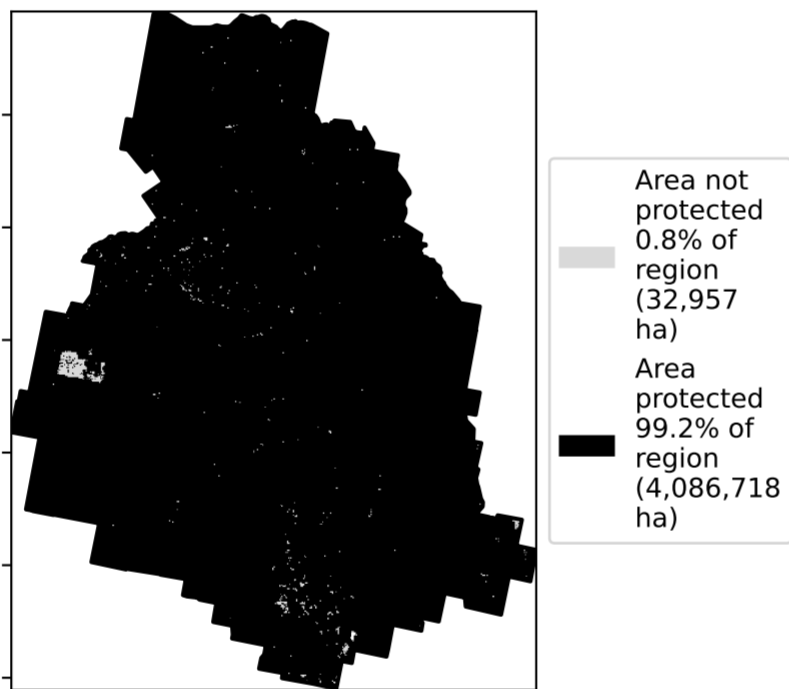 Area not
protected
0.8% of
region
(32,957
ha)
Area
protected
99.2% of
region
(4,086,718
ha)